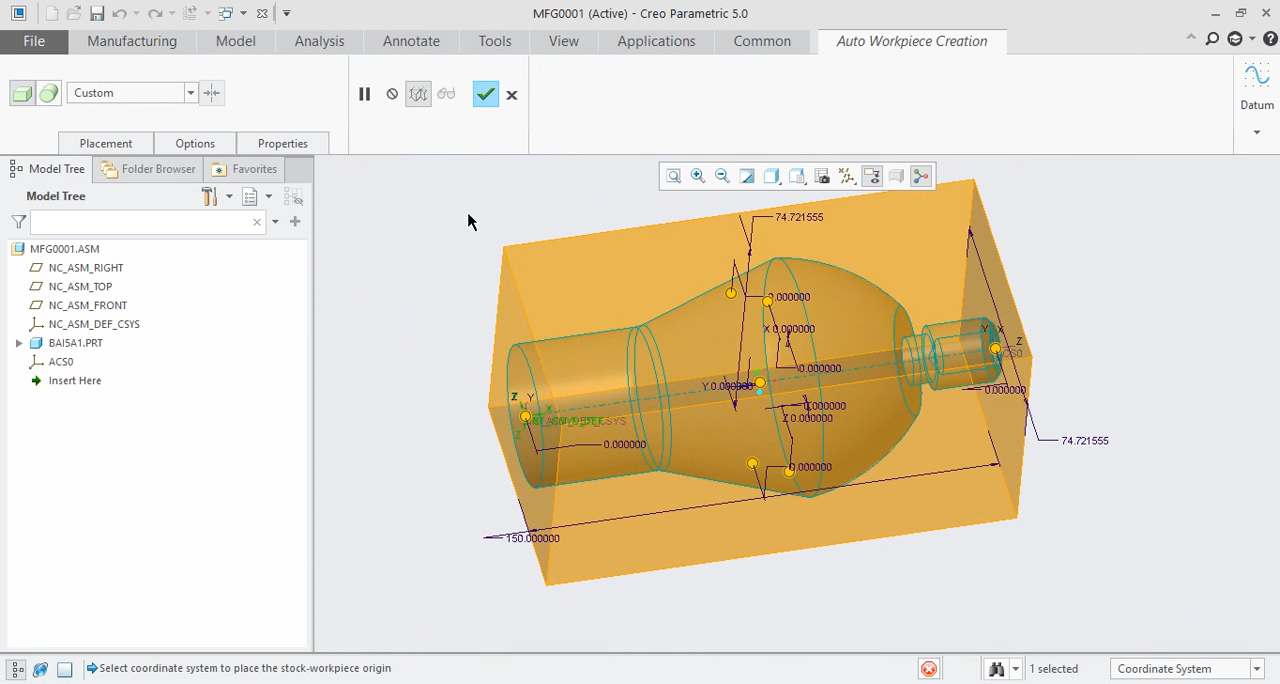 MFG0001 (Active) - Creo Parametric 5.0
File Manufacturing Model Analysis Annotate Tools View Applications Common Auto Workpiece Creation
Custom
Datum
Placement Options Properties
Model Tree Folder Browser Favorites
Model Tree
MFG0001.ASM
NC_ASM_RIGHT
NC_ASM_TOP
NC_ASM_FRONT
NC_ASM_DEF_CSYS
BAI5A1.PRT
ACS0
Insert Here
74.721555
0.000000
X 0.000000
Y X
Z
0.000000
Y 0.000000
0.000000
Z Y
X
0.000000
Z 0.000000
0.000000
74.721555
0.000000
150.000000
Select coordinate system to place the stock-workpiece origin
1 selected
Coordinate System